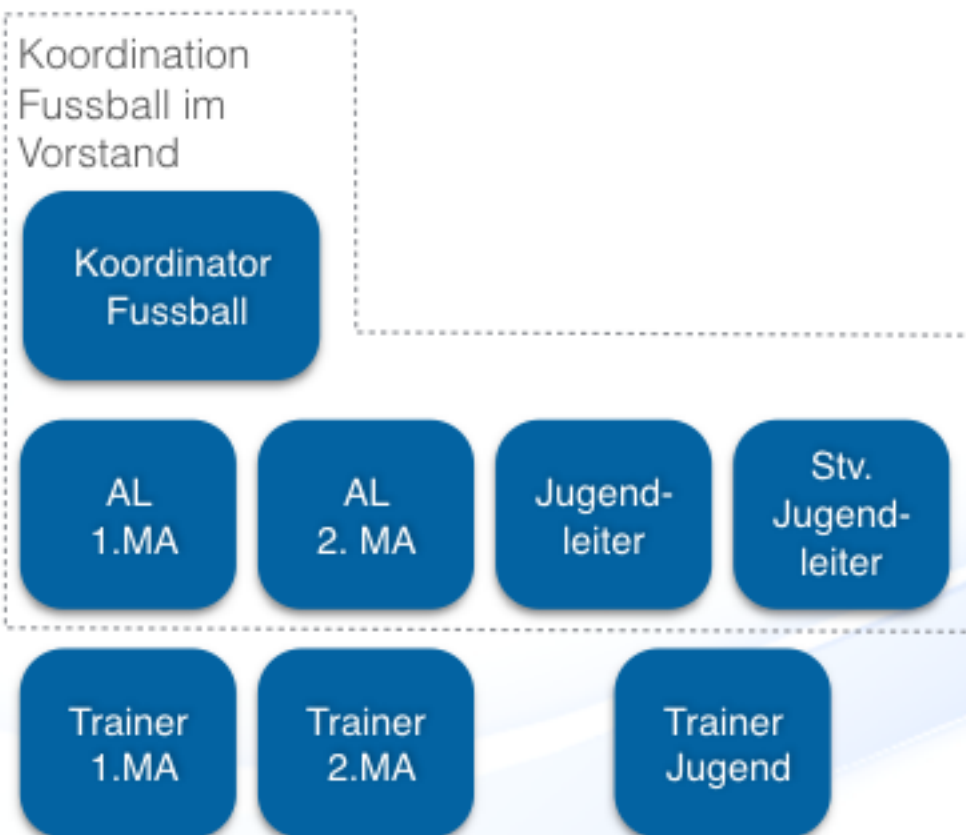 Koordination
Fussball im
Vorstand
Koordinator
Fussball
AL
1.MA
AL
2. MA
Jugend-
leiter
Stv.
Jugend-
leiter
Trainer
1.MA
Trainer
2.MA
Trainer
Jugend